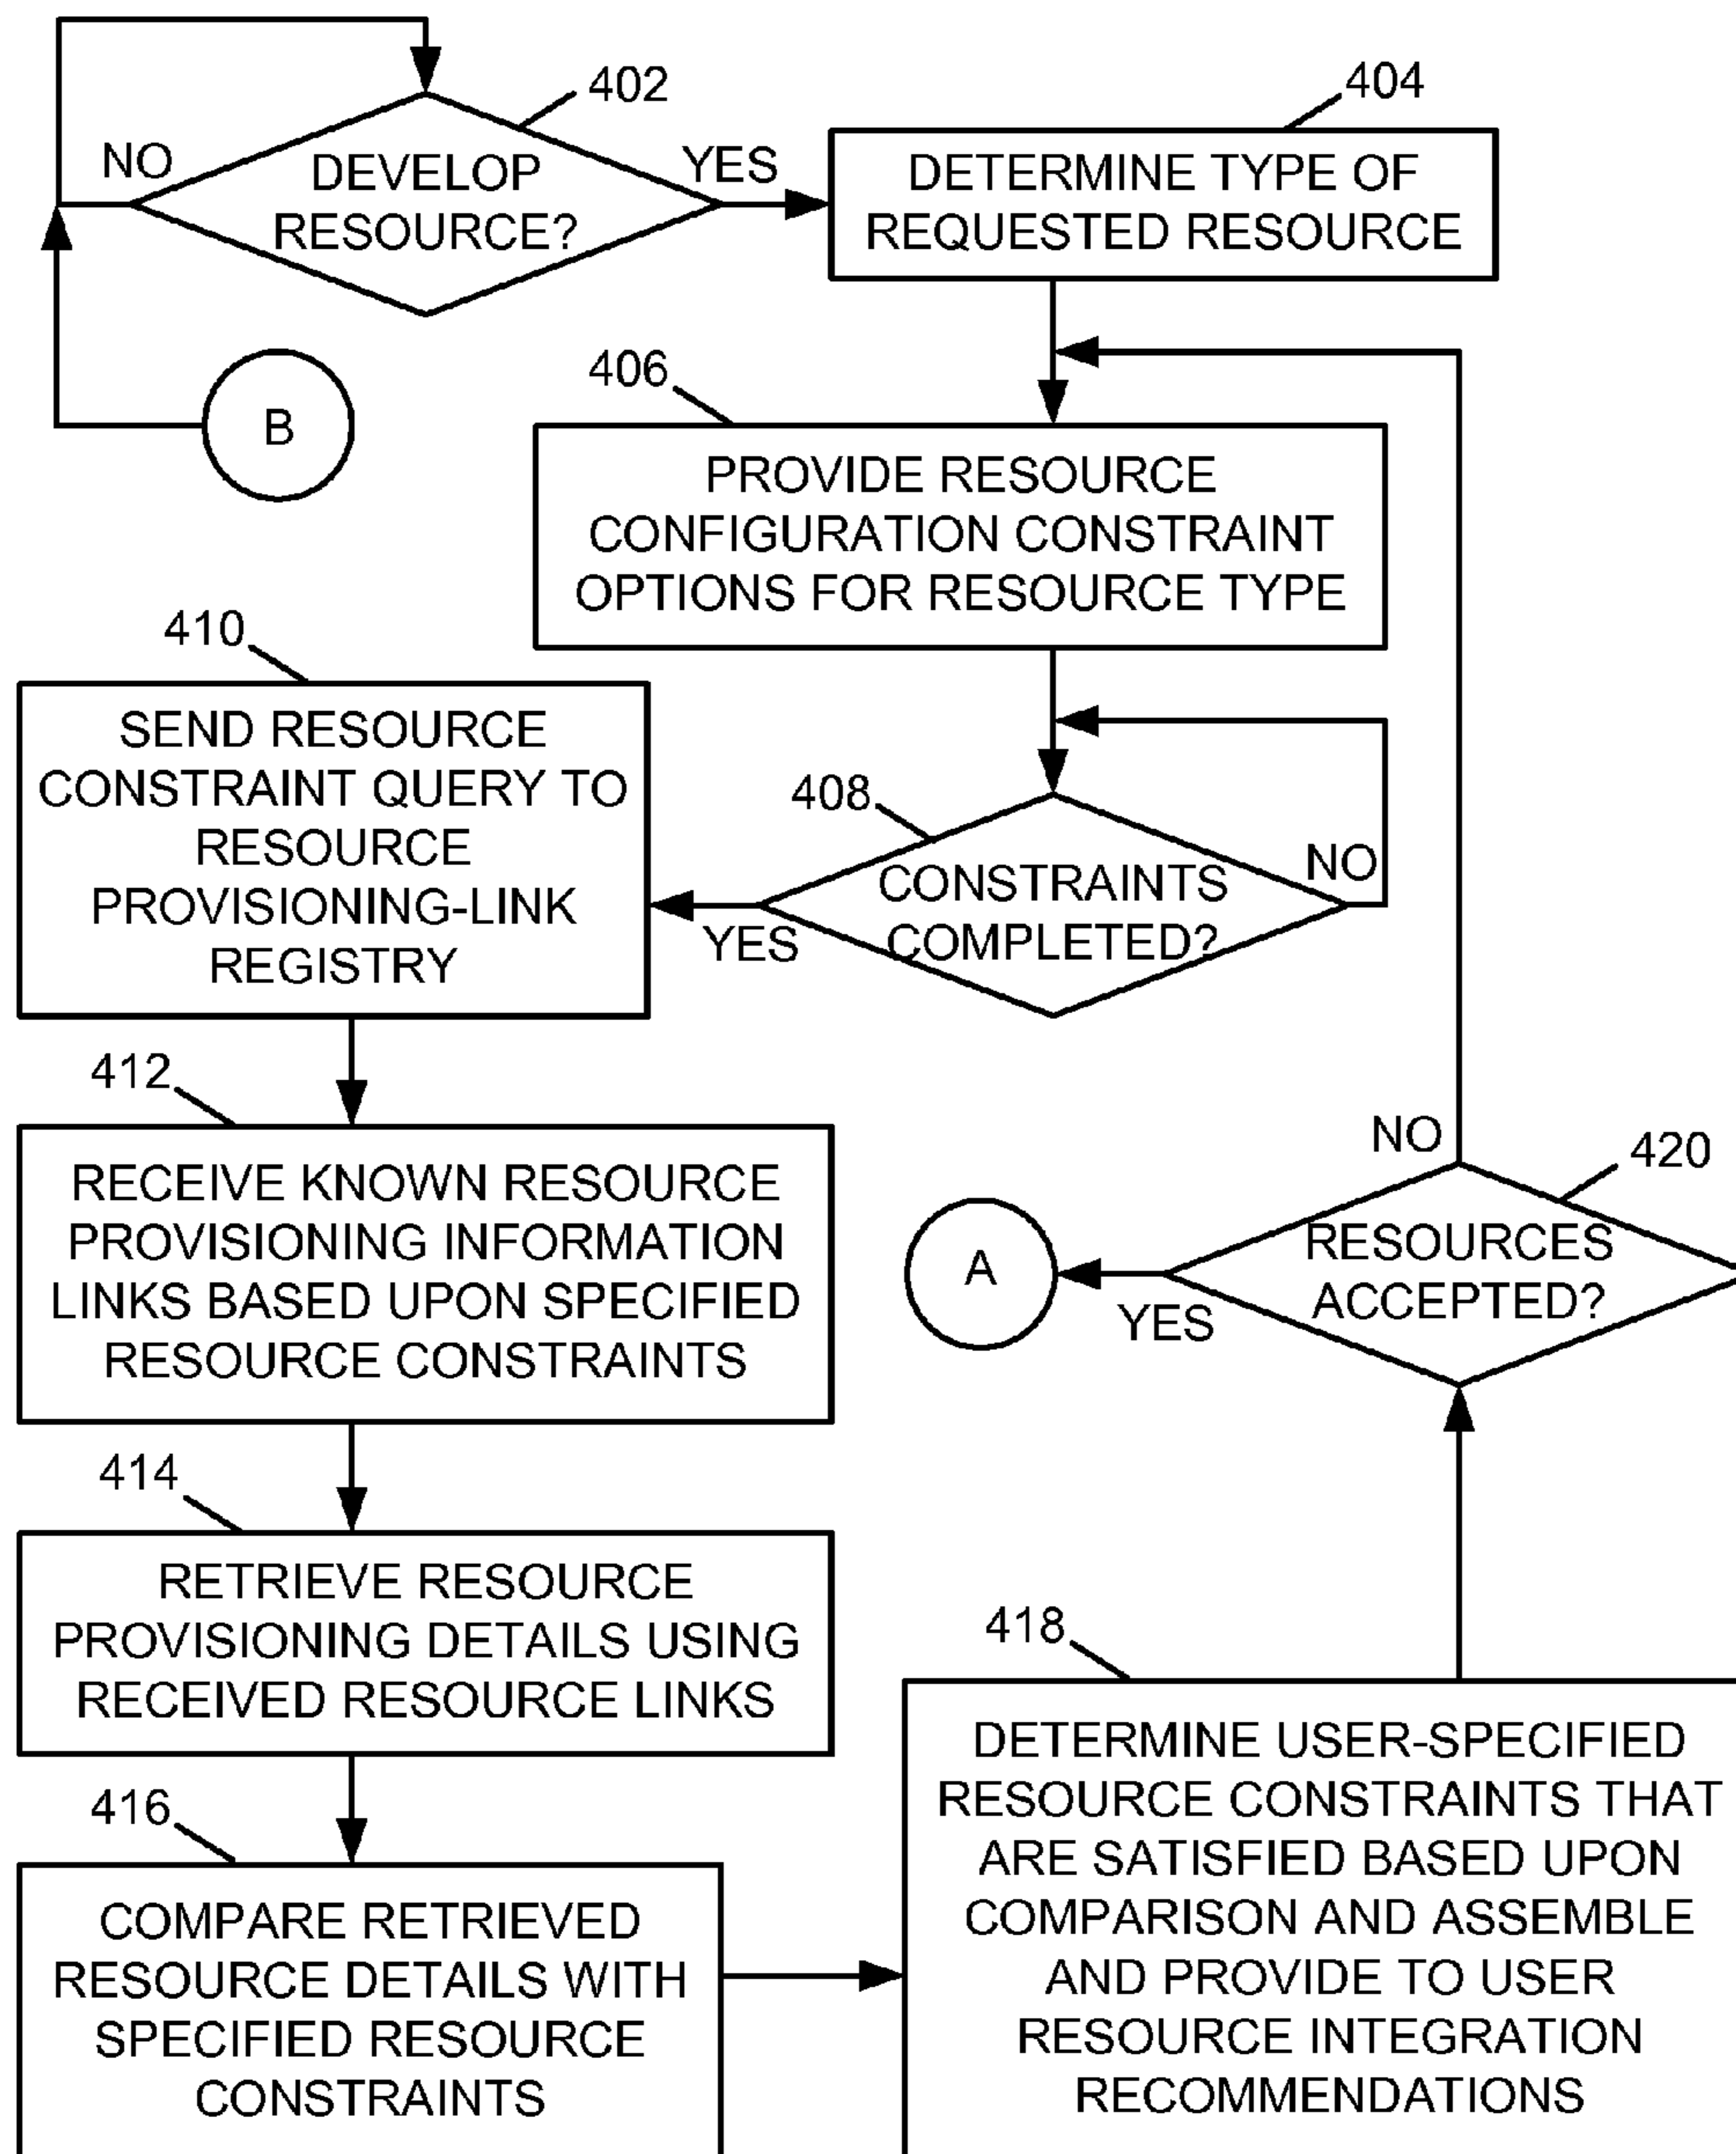 402
NO
DEVELOP
RESOURCE?
YES
404
DETERMINE TYPE OF
REQUESTED RESOURCE
B
406
PROVIDE RESOURCE
CONFIGURATION CONSTRAINT
OPTIONS FOR RESOURCE TYPE
408
CONSTRAINTS
COMPLETED?
NO
YES
410
SEND RESOURCE
CONSTRAINT QUERY TO
RESOURCE
PROVISIONING-LINK
REGISTRY
412
RECEIVE KNOWN RESOURCE
PROVISIONING INFORMATION
LINKS BASED UPON SPECIFIED
RESOURCE CONSTRAINTS
414
RETRIEVE RESOURCE
PROVISIONING DETAILS USING
RECEIVED RESOURCE LINKS
416
COMPARE RETRIEVED
RESOURCE DETAILS WITH
SPECIFIED RESOURCE
CONSTRAINTS
418
DETERMINE USER-SPECIFIED
RESOURCE CONSTRAINTS THAT
ARE SATISFIED BASED UPON
COMPARISON AND ASSEMBLE
AND PROVIDE TO USER
RESOURCE INTEGRATION
RECOMMENDATIONS
420
NO
RESOURCES
ACCEPTED?
YES
A